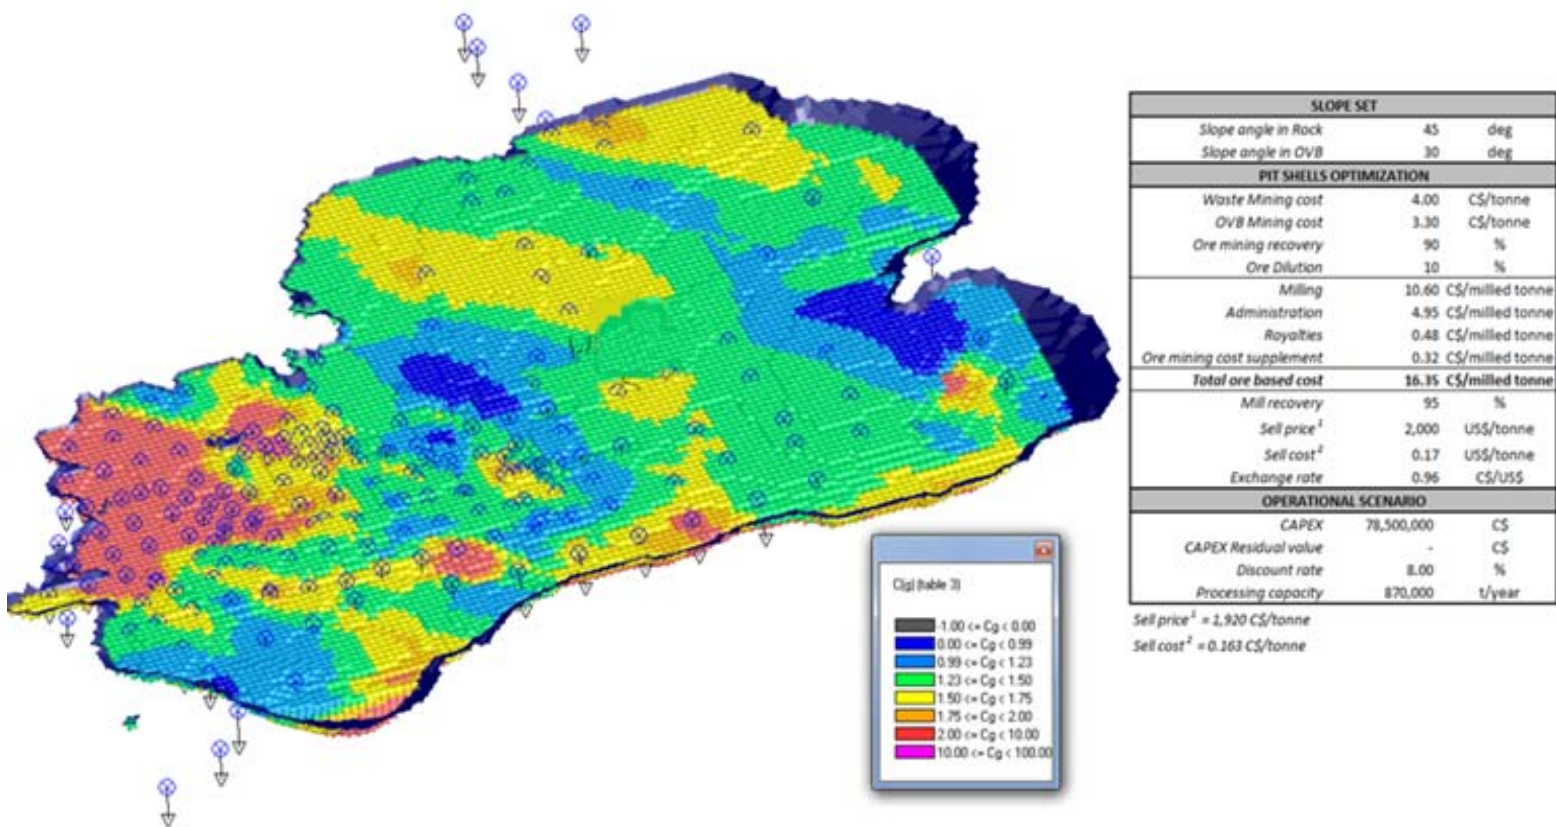 SLOPE SET
Slope angle in Rock 45 deg
Slope angle in OVB 30 deg
PIT SHELLS OPTIMIZATION
Waste Mining cost 4.00 C$/tonne
OVB Mining cost 3.30 C$/tonne
Ore mining recovery 90 %
Ore Dilution 10 %
Milling 10.60 C$/milled tonne
Administration 4.95 C$/milled tonne
Royalties 0.48 C$/milled tonne
Ore mining cost supplement 0.32 C$/milled tonne
Total ore based cost 16.35 C$/milled tonne
Mill recovery 95 %
Sell price¹ 2,000 US$/tonne
Sell cost² 0.17 US$/tonne
Exchange rate 0.96 C$/US$
OPERATIONAL SCENARIO
CAPEX 78,500,000 C$
CAPEX Residual value - C$
Discount rate 8.00 %
Processing capacity 870,000 t/year
Sell price¹ = 1,920 C$/tonne
Sell cost² = 0.163 C$/tonne
C(g) (table 3)
-1.00 <= Cg < 0.00
0.00 <= Cg < 0.99
0.99 <= Cg < 1.23
1.23 <= Cg < 1.50
1.50 <= Cg < 1.75
1.75 <= Cg < 2.00
2.00 <= Cg < 10.00
10.00 <= Cg < 100.00